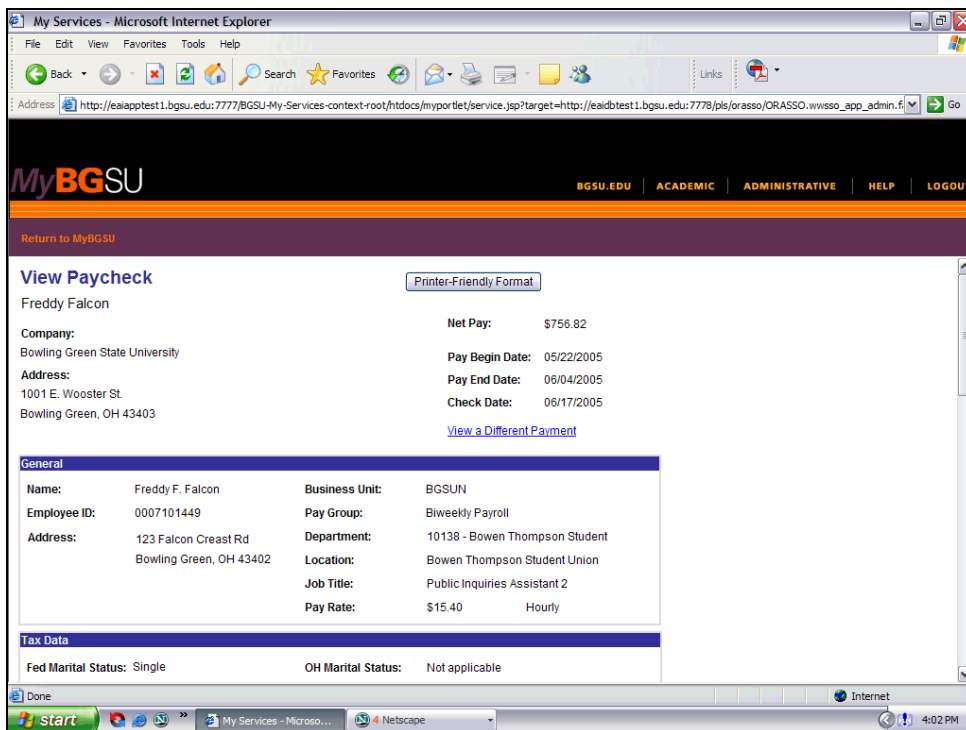 My Services - Microsoft Internet Explorer
File Edit View Favorites Tools Help
Back Search Favorites Links
Address http://eaiapptest1.bgsu.edu:7777/BGSU-My-Services-context-root/htdocs/myportlet/service.jsp?target=http://eaidbtest1.bgsu.edu:7778/pls/orasso/ORASSO.wwsso_app_admin.f Go
MyBGSU
BGSU.EDU ACADEMIC ADMINISTRATIVE HELP LOGOU
Return to MyBGSU
View Paycheck
Printer-Friendly Format
Freddy Falcon
Company:
Bowling Green State University
Address:
1001 E. Wooster St.
Bowling Green, OH 43403
Net Pay: $756.82
Pay Begin Date: 05/22/2005
Pay End Date: 06/04/2005
Check Date: 06/17/2005
View a Different Payment
General
Name: Freddy F. Falcon Business Unit: BGSUN
Employee ID: 0007101449 Pay Group: Biweekly Payroll
Address: 123 Falcon Creast Rd Department: 10138 - Bowen Thompson Student
Bowling Green, OH 43402 Location: Bowen Thompson Student Union
Job Title: Public Inquiries Assistant 2
Pay Rate: $15.40 Hourly
Tax Data
Fed Marital Status: Single OH Marital Status: Not applicable
Done Internet
start » My Services - Microso... 4 Netscape 4:02 PM